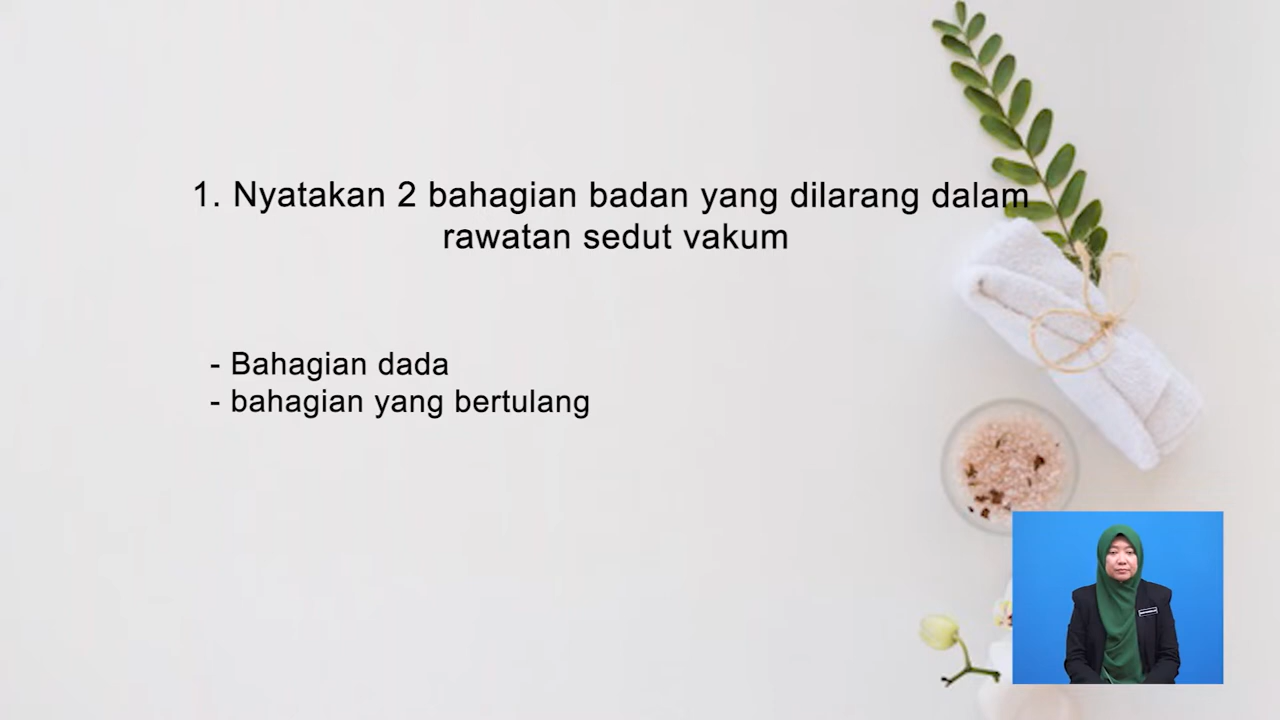 1. Nyatakan 2 bahagian badan yang dilarang dalam
rawatan sedut vakum
- Bahagian dada
- bahagian yang bertulang